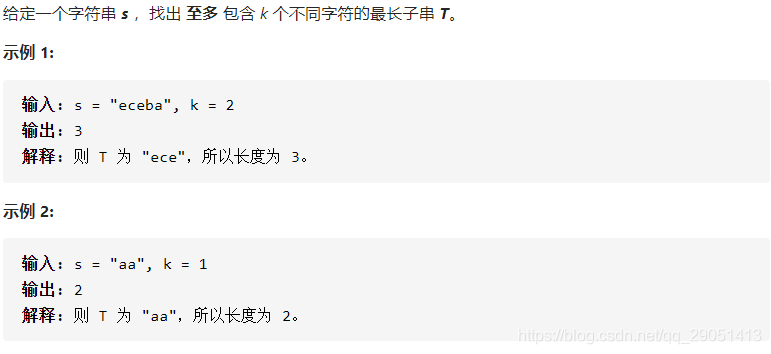 给定一个字符串 s ，找出 至多 包含 k 个不同字符的最长子串 T。
示例 1:
输入: s = "eceba", k = 2
输出: 3
解释: 则 T 为 "ece"，所以长度为 3。
示例 2:
输入: s = "aa", k = 1
输出: 2
解释: 则 T 为 "aa"，所以长度为 2。
https://blog.csdn.net/qq_29051413